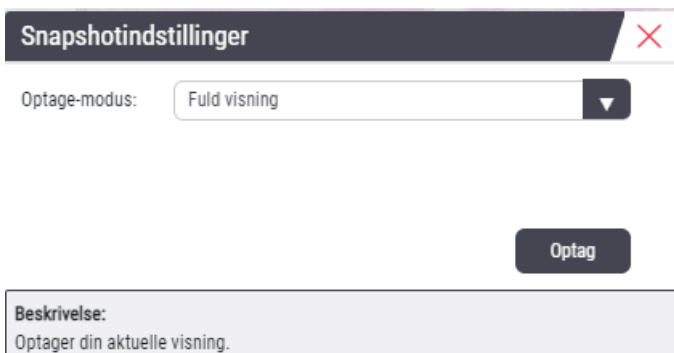 Snapshotindstillinger
Optage-modus: Fuld visning
Optag
Beskrivelse:
Optager din aktuelle visning.